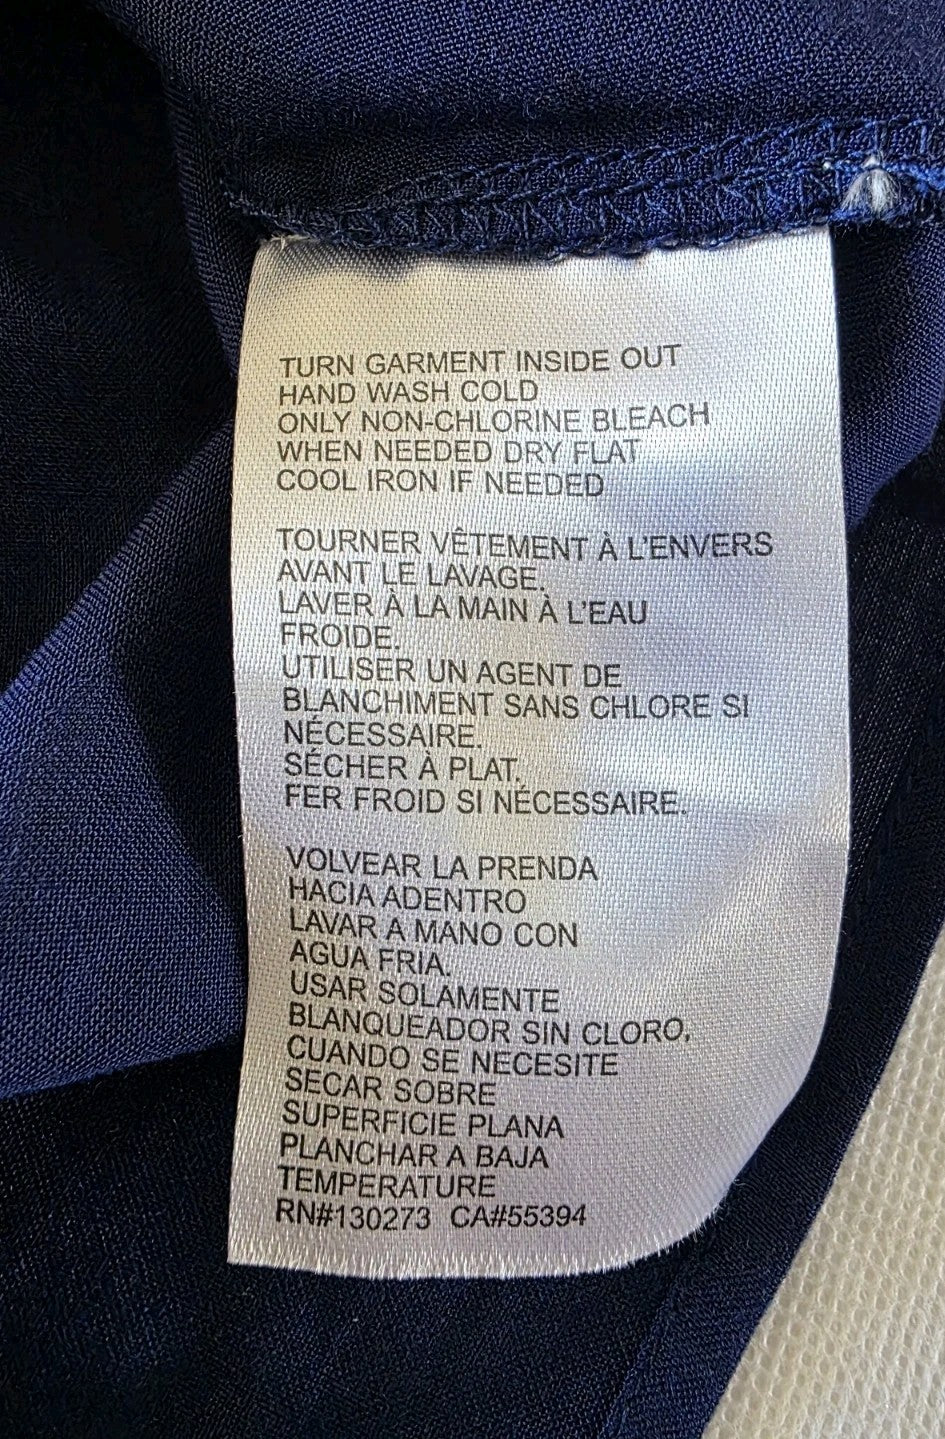 TURN GARMENT INSIDE OUT
HAND WASH COLD
ONLY NON-CHLORINE BLEACH
WHEN NEEDED DRY FLAT
COOL IRON IF NEEDED
TOURNER VÊTEMENT À L'ENVERS
AVANT LE LAVAGE.
LAVER À LA MAIN À L'EAU
FROIDE.
UTILISER UN AGENT DE
BLANCHIMENT SANS CHLORE SI
NÉCESSAIRE.
SÉCHER À PLAT.
FER FROID SI NÉCESSAIRE.
VOLVEAR LA PRENDA
HACIA ADENTRO
LAVAR A MANO CON
AGUA FRIA.
USAR SOLAMENTE
BLANQUEADOR SIN CLORO,
CUANDO SE NECESITE
SECAR SOBRE
SUPERFICIE PLANA
PLANCHAR A BAJA
TEMPERATURE
RN#130273 CA#55394